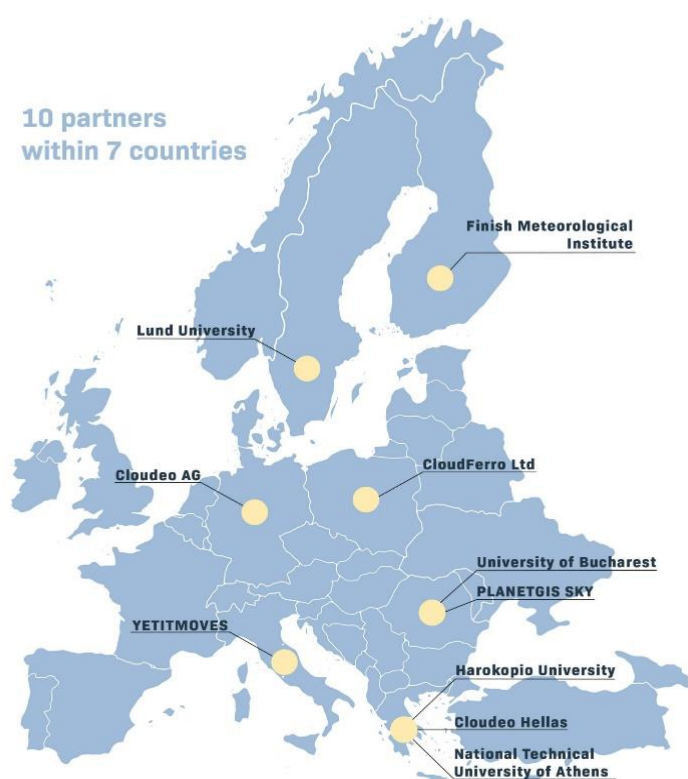 10 partners
within 7 countries
Finish Meteorological
Institute
Lund University
Cloudeo AG
CloudFerro Ltd
University of Bucharest
PLANETGIS SKY
YETITMOVES
Harokopio University
Cloudeo Hellas
National Technical
University of Athens